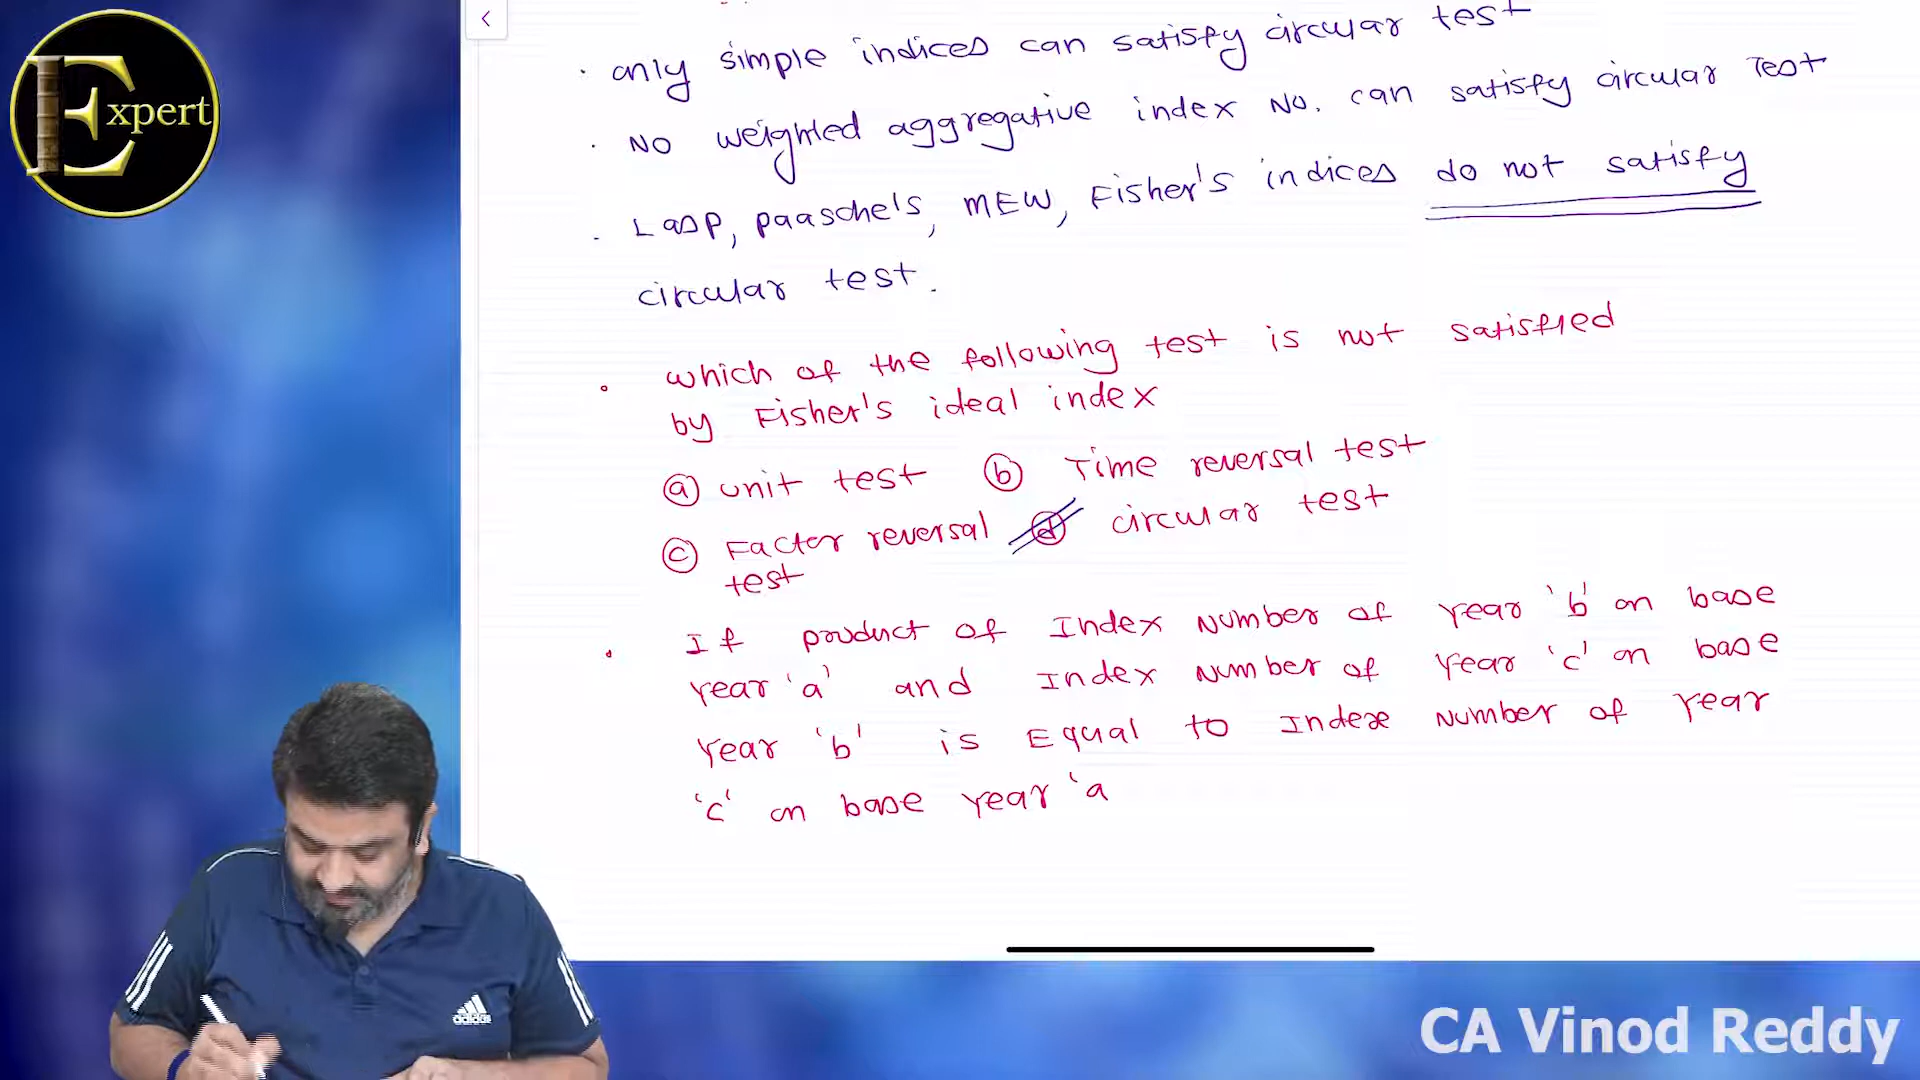 Expert
<
only simple indices can satisfy circular test
No weighted aggregative index No. can satisfy circular Test
Lasp, paasche's, MEW, Fisher's indices do not satisfy
circular test.
which of the following test is not satisfied
by Fisher's ideal index
(a) unit test (b) Time reversal test
(c) Factor reversal (d) circular test
test
If product of Index Number of Year 'b' on base
Year 'a' and Index Number of Year 'c' on base
Year 'b' is Equal to Index Number of Year
'c' on base Year 'a
adidas
CA Vinod Reddy